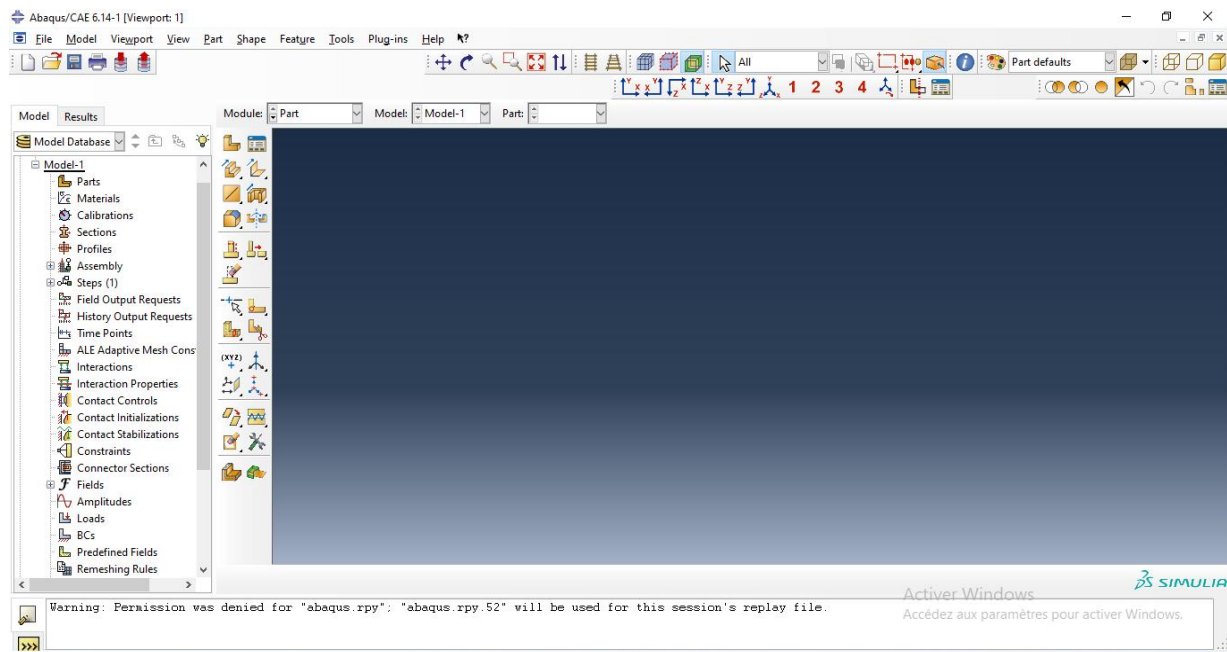 Abaqus/CAE 6.14-1 [Viewport: 1]
File Model Viewport View Part Shape Feature Tools Plug-ins Help
All Part defaults
1 2 3 4
Model Results Module: Part Model: Model-1 Part:
Model Database
Model-1
Parts
Materials
Calibrations
Sections
Profiles
Assembly
Steps (1)
Field Output Requests
History Output Requests
Time Points
ALE Adaptive Mesh Cons
Interactions
Interaction Properties
Contact Controls
Contact Initializations
Contact Stabilizations
Constraints
Connector Sections
Fields
Amplitudes
Loads
BCs
Predefined Fields
Remeshing Rules
(XYZ)
SIMULIA
Activer Windows
Accédez aux paramètres pour activer Windows.
Warning: Permission was denied for "abaqus.rpy"; "abaqus.rpy.52" will be used for this session's replay file.
>>>